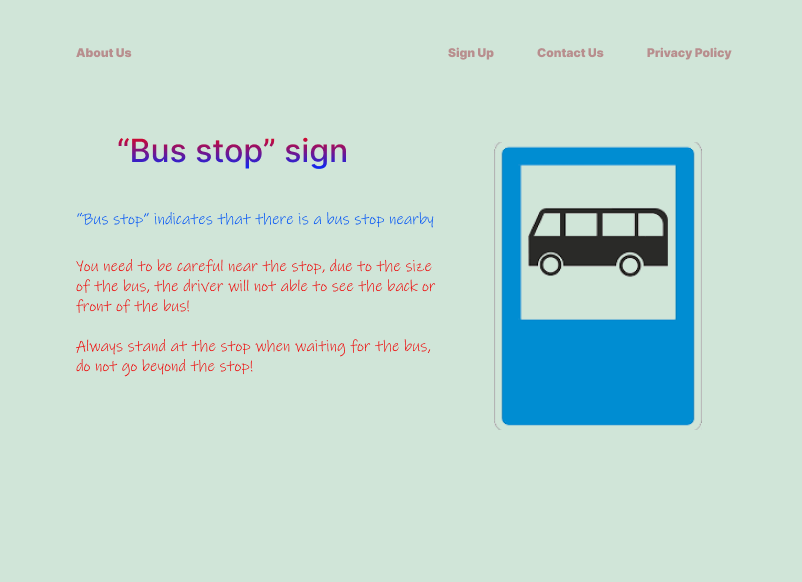 About Us
Sign Up
Contact Us
Privacy Policy
“Bus stop” sign
“Bus stop” indicates that there is a bus stop nearby
You need to be careful near the stop, due to the size
of the bus, the driver will not able to see the back or
front of the bus!
Always stand at the stop when waiting for the bus,
do not go beyond the stop!